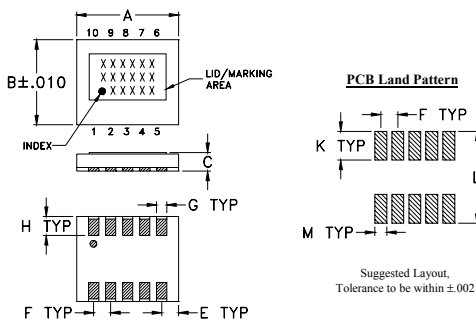 A
10 9 8 7 6
B±.010
XXXXXX
XXXXXX
XXXXX
LID/MARKING
AREA
INDEX
1 2 3 4 5
C
G TYP
H TYP
F TYP
E TYP
PCB Land Pattern
F TYP
K TYP
L
M TYP
Suggested Layout,
Tolerance to be within ±.002